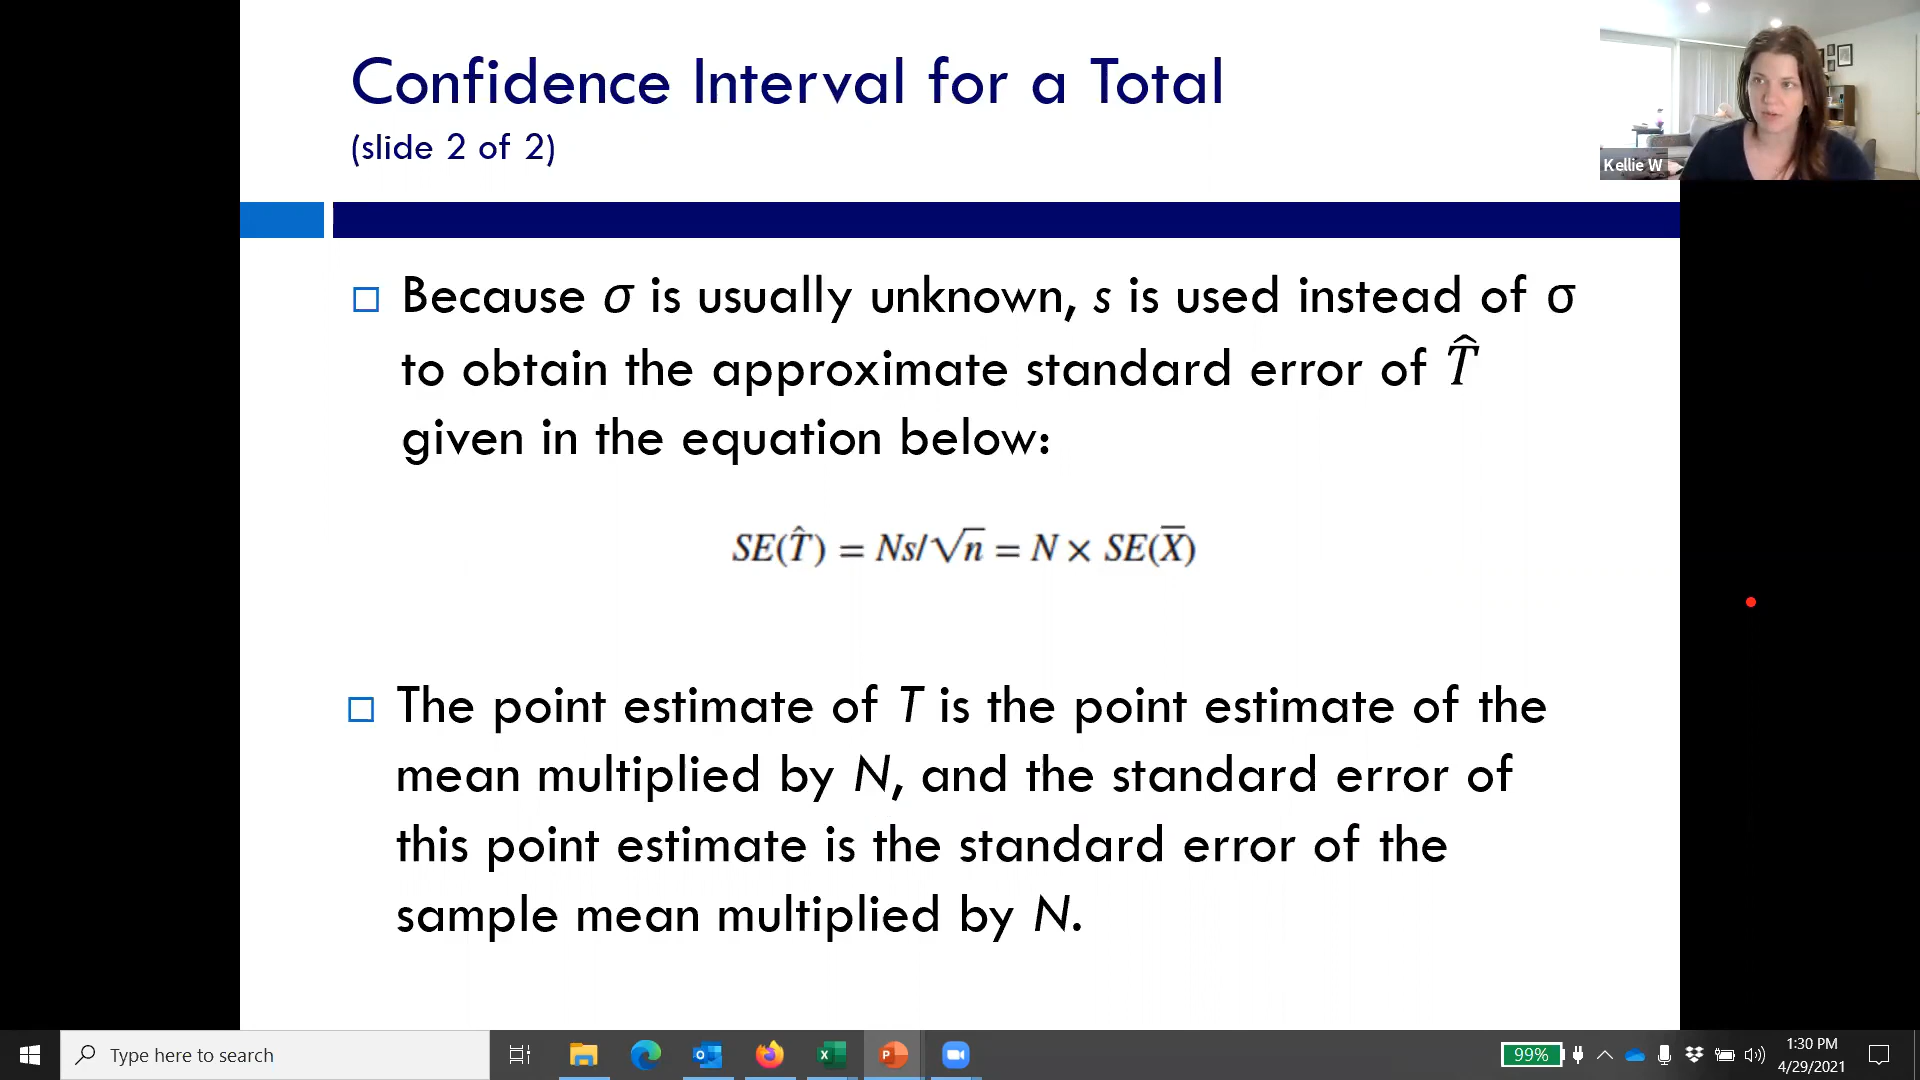 Confidence Interval for a Total
(slide 2 of 2)
Kellie W
Because σ is usually unknown, s is used instead of σ
to obtain the approximate standard error of T̂
given in the equation below:
SE(T̂) = Ns/√n = N × SE(X̅)
The point estimate of T is the point estimate of the
mean multiplied by N, and the standard error of
this point estimate is the standard error of the
sample mean multiplied by N.
Type here to search
99%
1:30 PM
4/29/2021